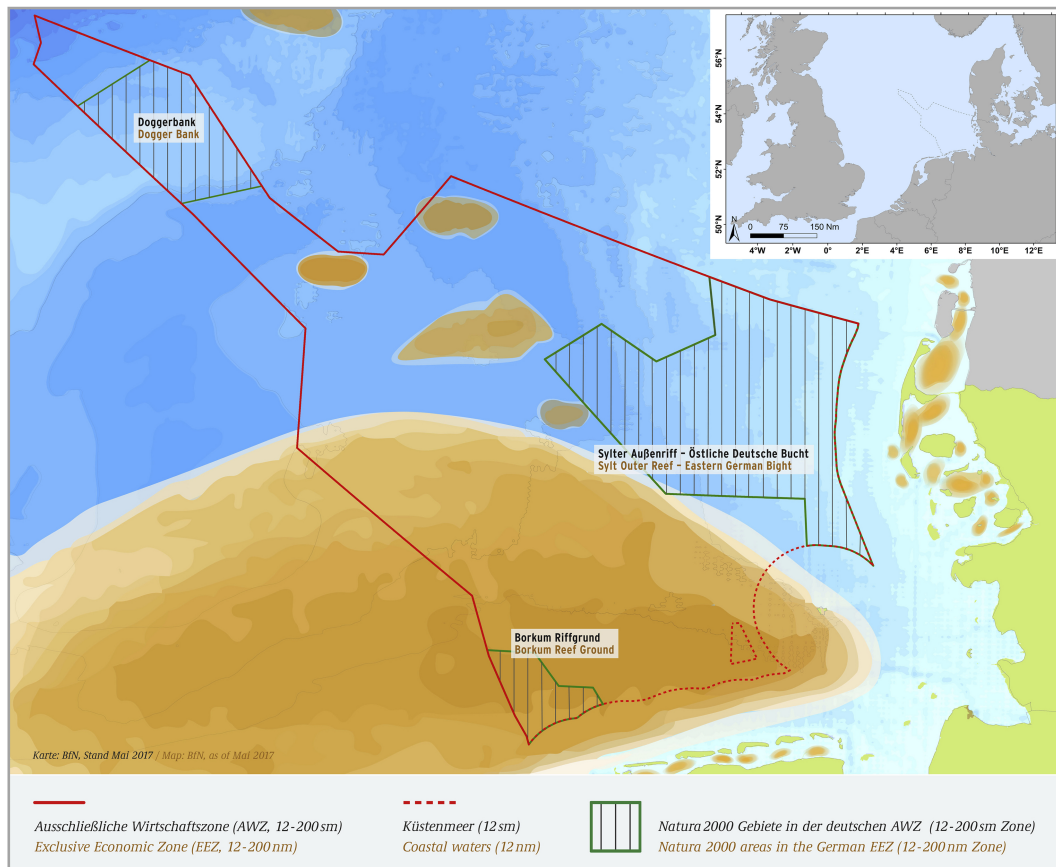 56°N
54°N
52°N
50°N
N
0 75 150 Nm
4°W 2°W 0° 2°E 4°E 6°E 8°E 10°E 12°E
Doggerbank
Dogger Bank
Sylter Außenriff – Östliche Deutsche Bucht
Sylt Outer Reef – Eastern German Bight
Borkum Riffgrund
Borkum Reef Ground
Karte: BfN, Stand Mai 2017 / Map: BfN, as of Mai 2017
Ausschließliche Wirtschaftszone (AWZ, 12-200 sm)
Exclusive Economic Zone (EEZ, 12-200 nm)
Küstenmeer (12 sm)
Coastal waters (12 nm)
Natura 2000 Gebiete in der deutschen AWZ (12-200 sm Zone)
Natura 2000 areas in the German EEZ (12-200 nm Zone)